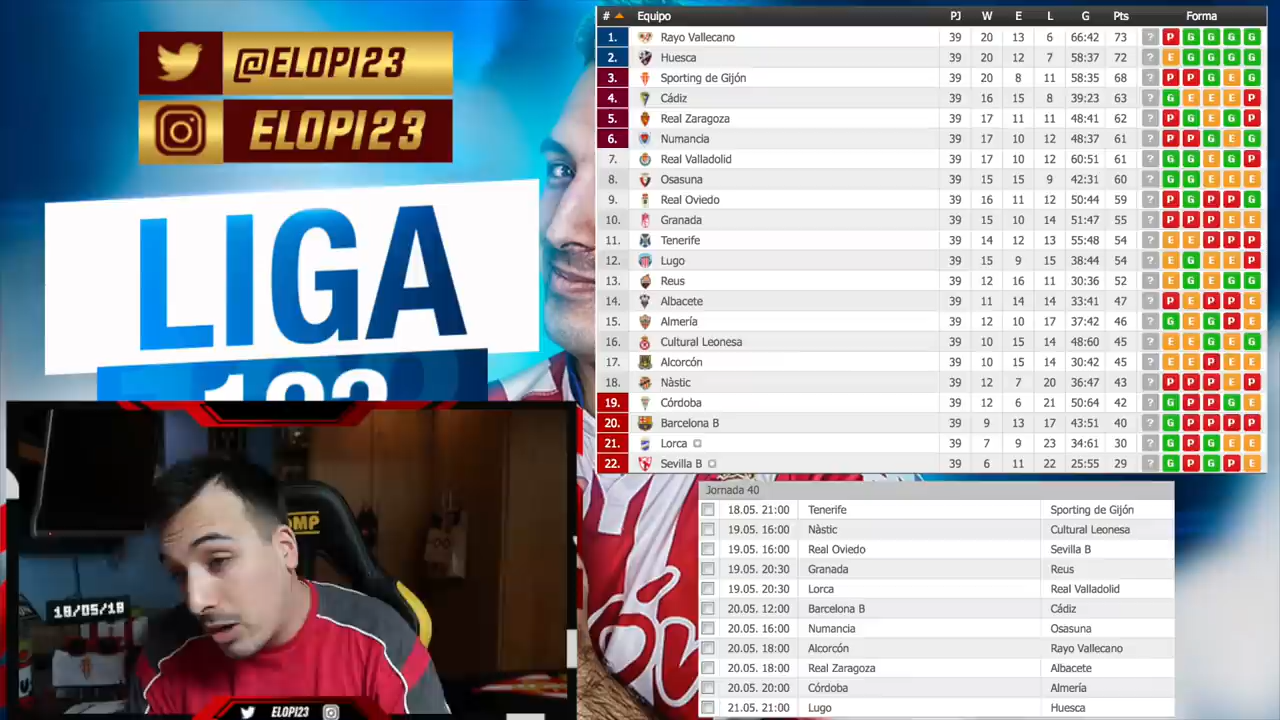 @ELOPI23
ELOPI23
LIGA
123
# Equipo PJ W E L G Pts Forma
1. Rayo Vallecano 39 20 13 6 66:42 73 ? P G G G G
2. Huesca 39 20 12 7 58:37 72 ? E G G G G
3. Sporting de Gijón 39 20 8 11 58:35 68 ? P P G E G
4. Cádiz 39 16 15 8 39:23 63 ? G E E E P
5. Real Zaragoza 39 17 11 11 48:41 62 ? P G E G P
6. Numancia 39 17 10 12 48:37 61 ? P P G E G
7. Real Valladolid 39 17 10 12 60:51 61 ? G G E G P
8. Osasuna 39 15 15 9 42:31 60 ? G G E E E
9. Real Oviedo 39 16 11 12 50:44 59 ? P G P P G
10. Granada 39 15 10 14 51:47 55 ? P P P E E
11. Tenerife 39 14 12 13 55:48 54 ? E E P P P
12. Lugo 39 15 9 15 38:44 54 ? E G E E P
13. Reus 39 12 16 11 30:36 52 ? E G E G G
14. Albacete 39 11 14 14 33:41 47 ? P E P P E
15. Almería 39 12 10 17 37:42 46 ? G E G P E
16. Cultural Leonesa 39 10 15 14 48:60 45 ? E E G E G
17. Alcorcón 39 10 15 14 30:42 45 ? E E P E E
18. Nàstic 39 12 7 20 36:47 43 ? P P P E P
19. Córdoba 39 12 6 21 50:64 42 ? G P P G E
20. Barcelona B 39 9 13 17 43:51 40 ? G P P P P
21. Lorca 39 7 9 23 34:61 30 ? G P G E E
22. Sevilla B 39 6 11 22 25:55 29 ? G P G P E
Jornada 40
18.05. 21:00 Tenerife Sporting de Gijón
19.05. 16:00 Nàstic Cultural Leonesa
19.05. 16:00 Real Oviedo Sevilla B
19.05. 20:30 Granada Reus
19.05. 20:30 Lorca Real Valladolid
20.05. 12:00 Barcelona B Cádiz
20.05. 16:00 Numancia Osasuna
20.05. 18:00 Alcorcón Rayo Vallecano
20.05. 18:00 Real Zaragoza Albacete
20.05. 20:00 Córdoba Almería
21.05. 21:00 Lugo Huesca
18/05/18
ELOPI23